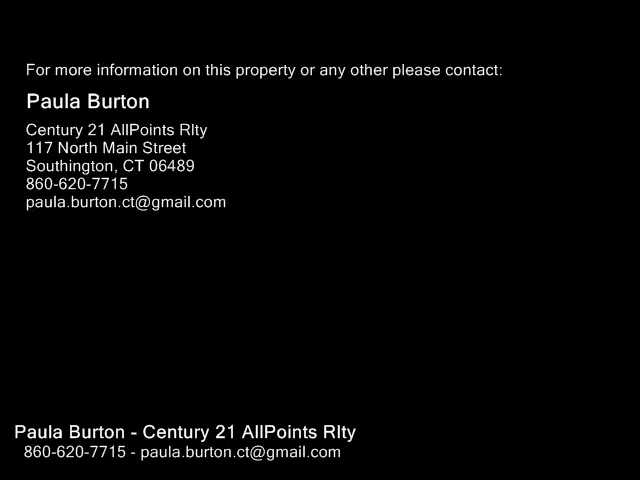 For more information on this property or any other please contact:
Paula Burton
Century 21 AllPoints Rlty
117 North Main Street
Southington, CT 06489
860-620-7715
paula.burton.ct@gmail.com
Paula Burton - Century 21 AllPoints Rlty
860-620-7715 - paula.burton.ct@gmail.com